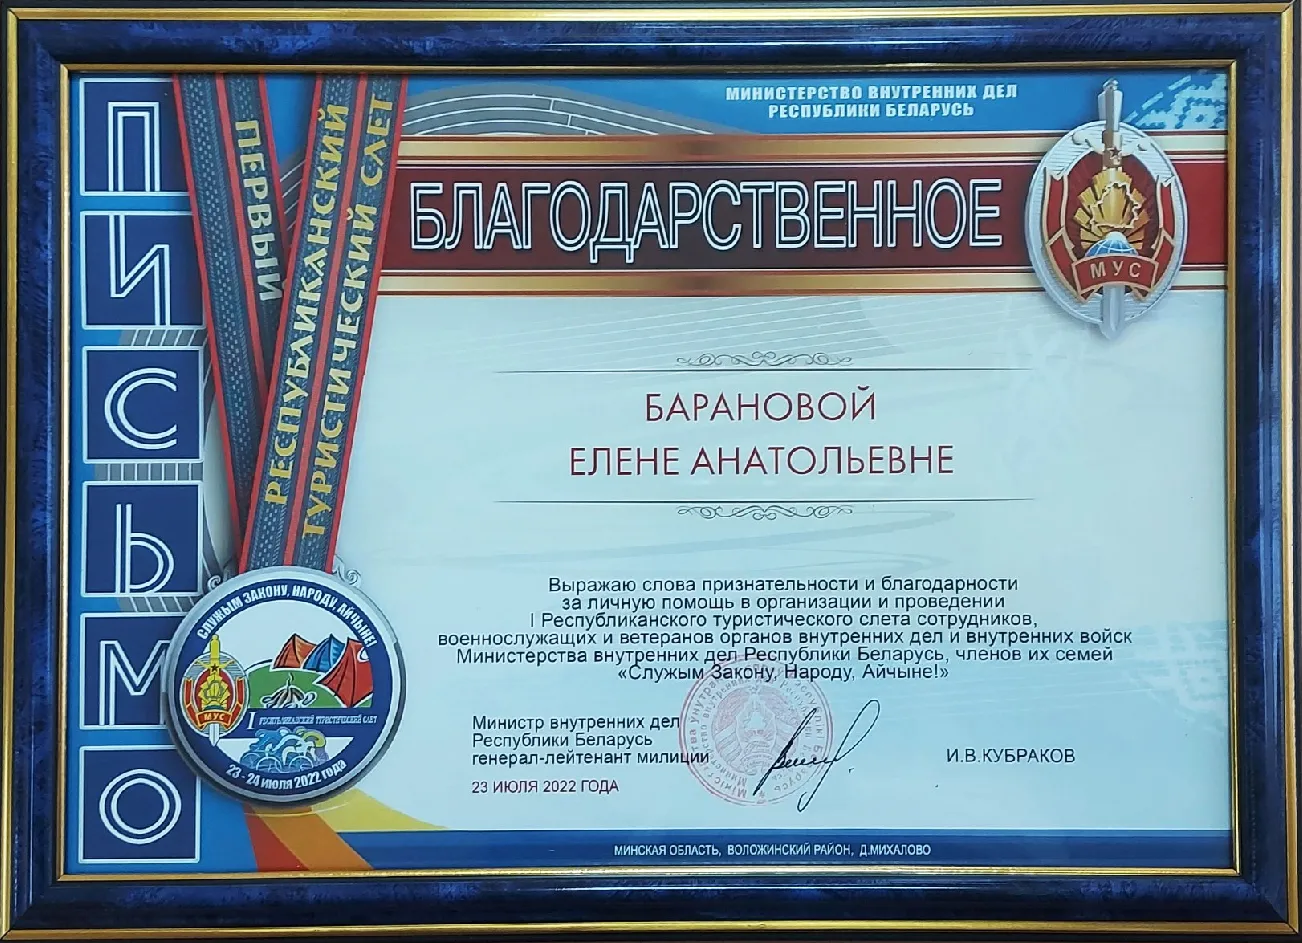 МИНИСТЕРСТВО ВНУТРЕННИХ ДЕЛ
РЕСПУБЛИКИ БЕЛАРУСЬ
БЛАГОДАРСТВЕННОЕ
ПИСЬМО
ПЕРВЫЙ
РЕСПУБЛИКАНСКИЙ
ТУРИСТИЧЕСКИЙ СЛЕТ
МУС
БАРАНОВОЙ
ЕЛЕНЕ АНАТОЛЬЕВНЕ
Выражаю слова признательности и благодарности
за личную помощь в организации и проведении
I Республиканского туристического слета сотрудников,
военнослужащих и ветеранов органов внутренних дел и внутренних войск
Министерства внутренних дел Республики Беларусь, членов их семей
«Служым Закону, Народу, Айчыне!»
СЛУЖЫМ ЗАКОНУ, НАРОДУ, АЙЧЫНЕ!
МУС
I РЕСПУБЛИКАНСКИЙ ТУРИСТИЧЕСКИЙ СЛЕТ
23 - 24 ИЮЛЯ 2022 ГОДА
Министр внутренних дел
Республики Беларусь
генерал-лейтенант милиции
И.В.КУБРАКОВ
23 ИЮЛЯ 2022 ГОДА
МИНСКАЯ ОБЛАСТЬ, ВОЛОЖИНСКИЙ РАЙОН, Д.МИХАЛОВО